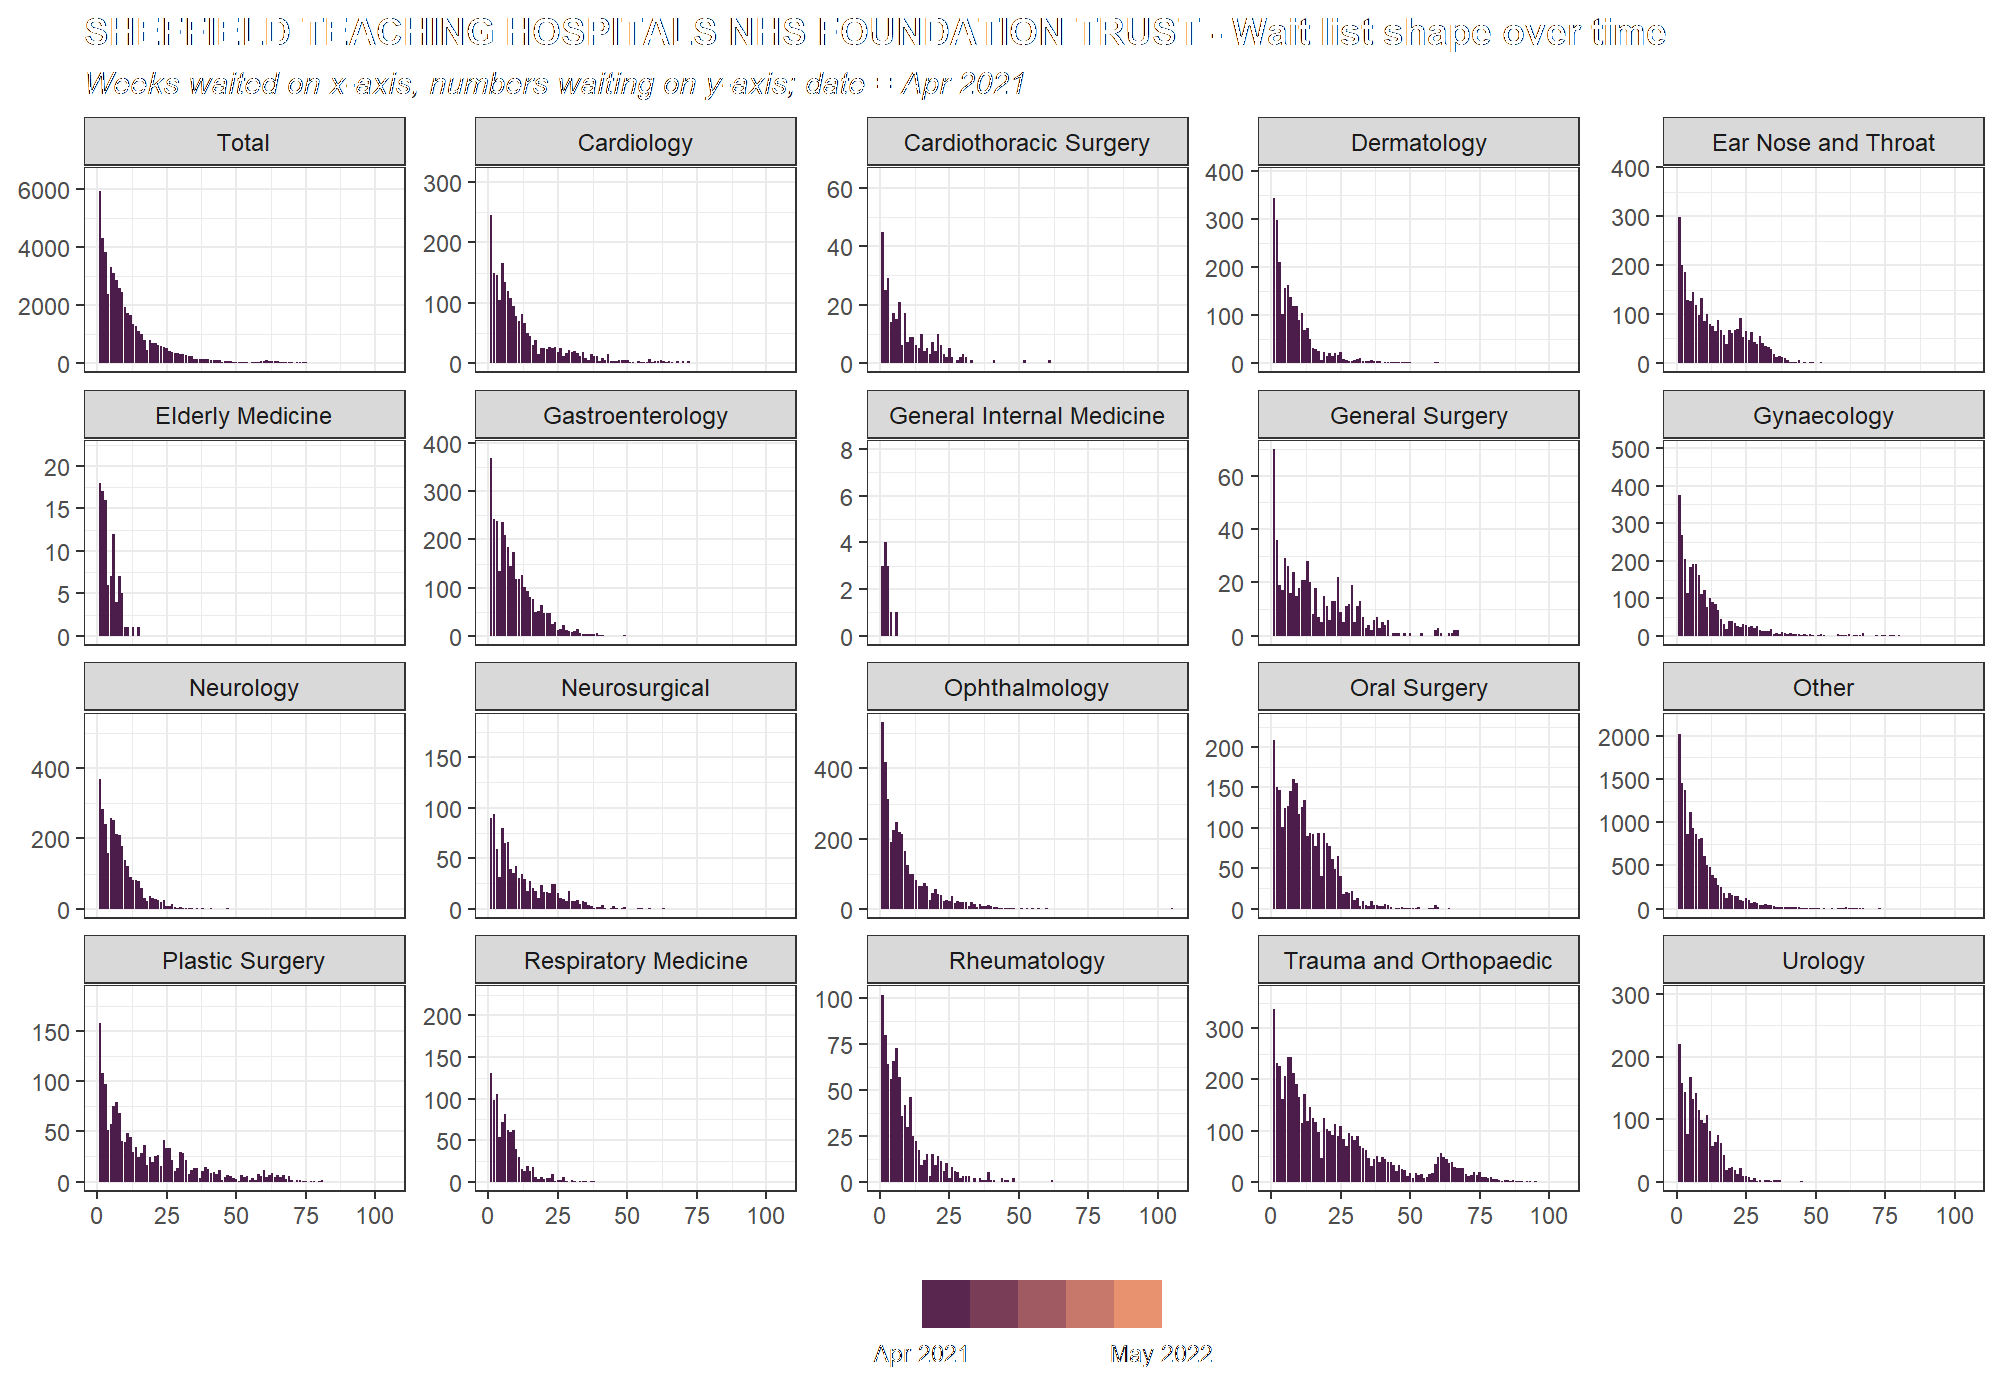 SHEFFIELD TEACHING HOSPITALS NHS FOUNDATION TRUST - Wait list shape over time
Weeks waited on x-axis, numbers waiting on y-axis; date = Apr 2021
Total Cardiology Cardiothoracic Surgery Dermatology Ear Nose and Throat
6000 4000 2000 0
300 200 100 0
60 40 20 0
400 300 200 100 0
400 300 200 100 0
Elderly Medicine Gastroenterology General Internal Medicine General Surgery Gynaecology
20 15 10 5 0
400 300 200 100 0
8 6 4 2 0
60 40 20 0
500 400 300 200 100 0
Neurology Neurosurgical Ophthalmology Oral Surgery Other
400 200 0
150 100 50 0
400 200 0
200 150 100 50 0
2000 1500 1000 500 0
Plastic Surgery Respiratory Medicine Rheumatology Trauma and Orthopaedic Urology
150 100 50 0
200 150 100 50 0
100 75 50 25 0
300 200 100 0
300 200 100 0
0 25 50 75 100 0 25 50 75 100 0 25 50 75 100 0 25 50 75 100 0 25 50 75 100
Apr 2021 May 2022